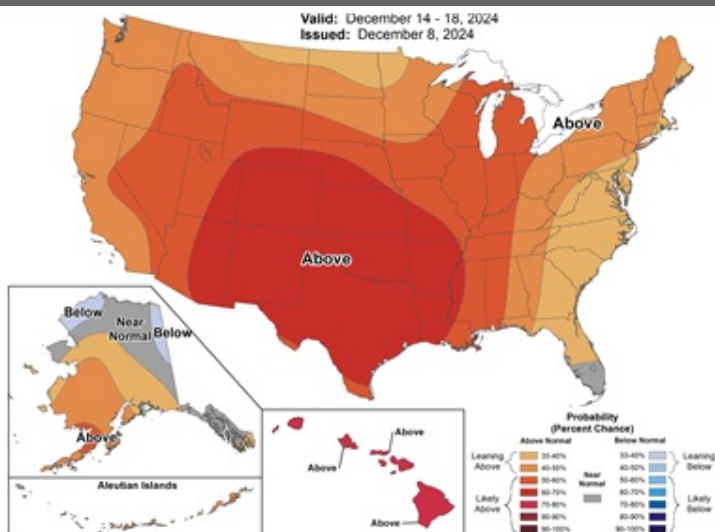 Valid: December 14 - 18, 2024
Issued: December 8, 2024
Above
Above
Below
Near
Normal
Below
Above
Aleutian Islands
Above
Above
Above
Probability
(Percent Chance)
Above Normal
Below Normal
Leaning
Above
Likely
Above
33-40%
40-50%
50-60%
60-70%
70-80%
80-90%
90-100%
Near
Normal
33-40%
40-50%
50-60%
60-70%
70-80%
80-90%
90-100%
Leaning
Below
Likely
Below